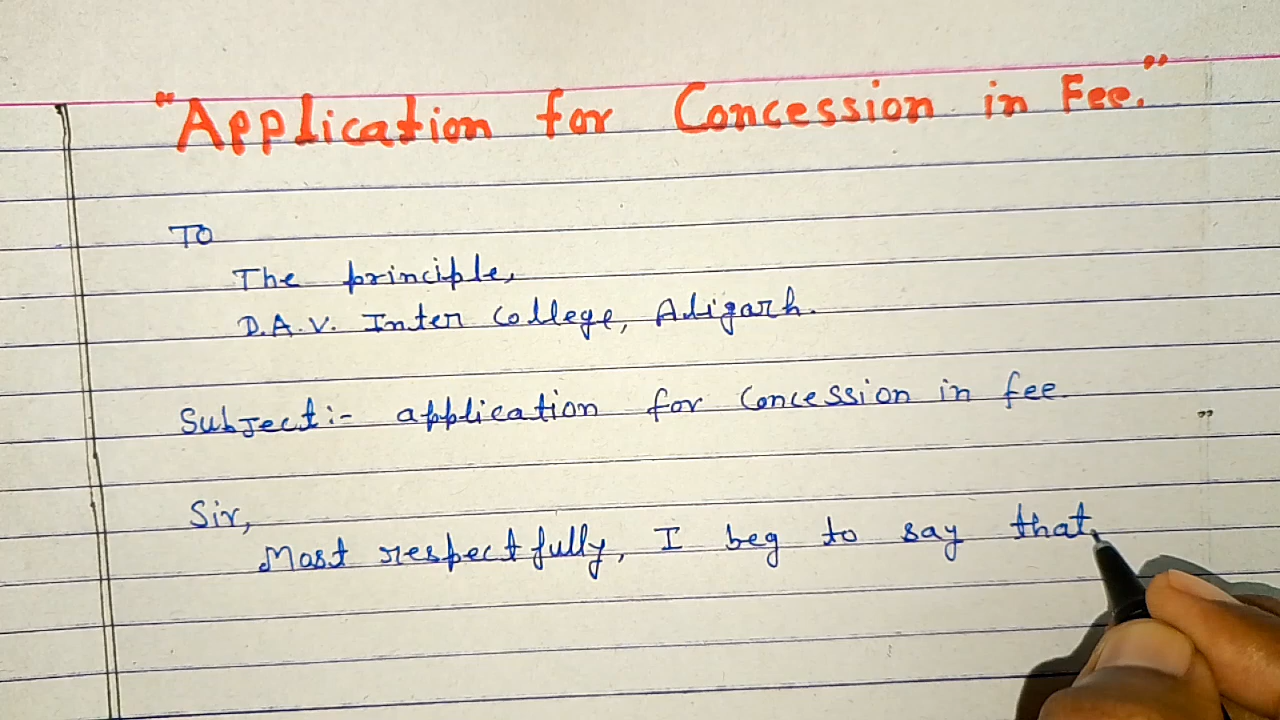 "Application for Concession in Fee."
TO
The principle,
D.A.V. Inter College, Aligarh.
Subject:- application for Concession in fee.
"
Sir,
Most respectfully, I beg to say that,